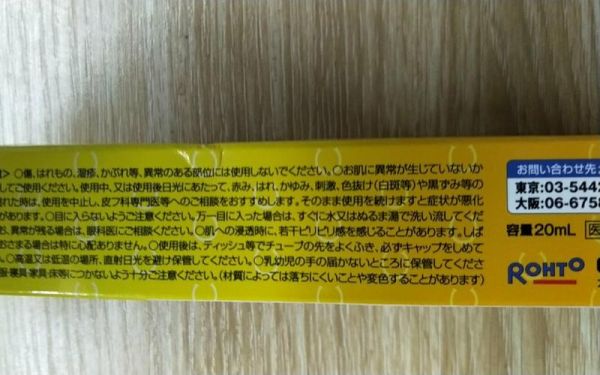 ○傷、はれもの、湿疹、かぶれ等、異常のある部位には使用しないでください。○お肌に異常が生じていないか
してご使用ください。使用中、又は使用後日光にあたって、赤み、はれ、かゆみ、刺激、色抜け(白斑等)や黒ずみ等の
れた時は、使用を中止し、皮フ科専門医等へのご相談をおすすめします。そのまま使用を続けますと症状が悪化
があります。○目に入らないようご注意ください。万一目に入った場合は、すぐに水又はぬるま湯で洗い流してくだ
お、異常が残る場合は、眼科医にご相談ください。○肌への浸透時に、若干ピリピリ感を感じることがあります。しば
おさまる場合は特に心配ありません。○使用後は、ティッシュ等でチューブの先をよくふき、必ずキャップをしめて
○高温又は低温の場所、直射日光を避け保管してください。○乳幼児の手の届かないところに保管してくださ
服・寝具・家具・床等につかないよう十分ご注意ください。(材質によっては落ちにくいことや変色することがあります)
お問い合わせ先
東京:03-5442
大阪:06-6758
容量20mL 医
ROHTO